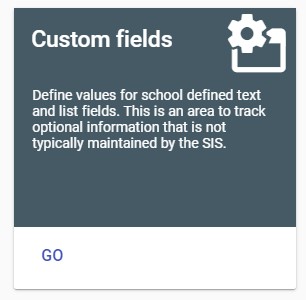 Custom fields
Define values for school defined text
and list fields. This is an area to track
optional information that is not
typically maintained by the SIS.
GO